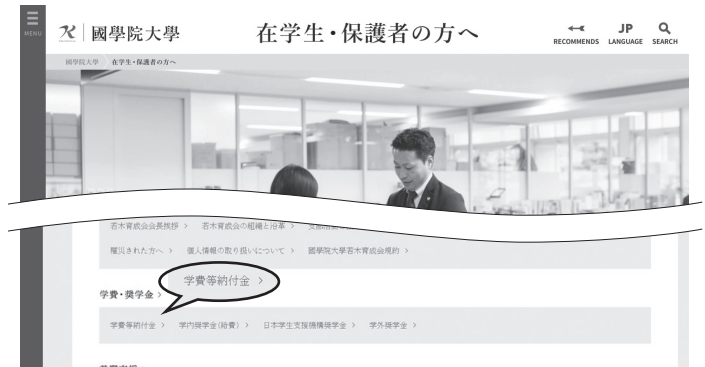 MENU
國學院大學
在学生・保護者の方へ
RECOMMENDS
JP
LANGUAGE
SEARCH
國學院大學 在学生・保護者の方へ
若木育成会会長挨拶 › 若木育成会の組織と沿革 ›
罹災された方へ › 個人情報の取り扱いについて › 國學院大學若木育成会規約 ›
学費等納付金 ›
学費・奨学金 ›
学費等納付金 › 学内奨学金(給費) › 日本学生支援機構奨学金 › 学外奨学金 ›